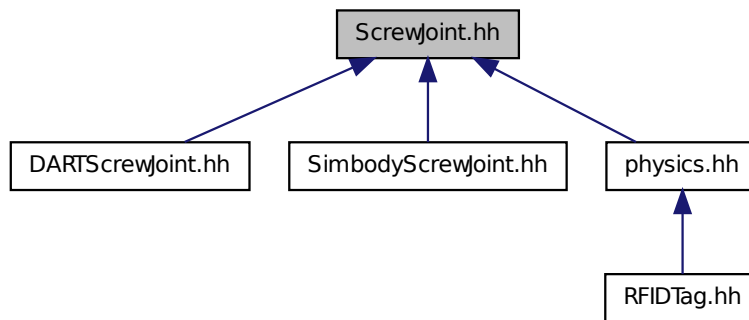 ScrewJoint.hh
DARTScrewJoint.hh
SimbodyScrewJoint.hh
physics.hh
RFIDTag.hh